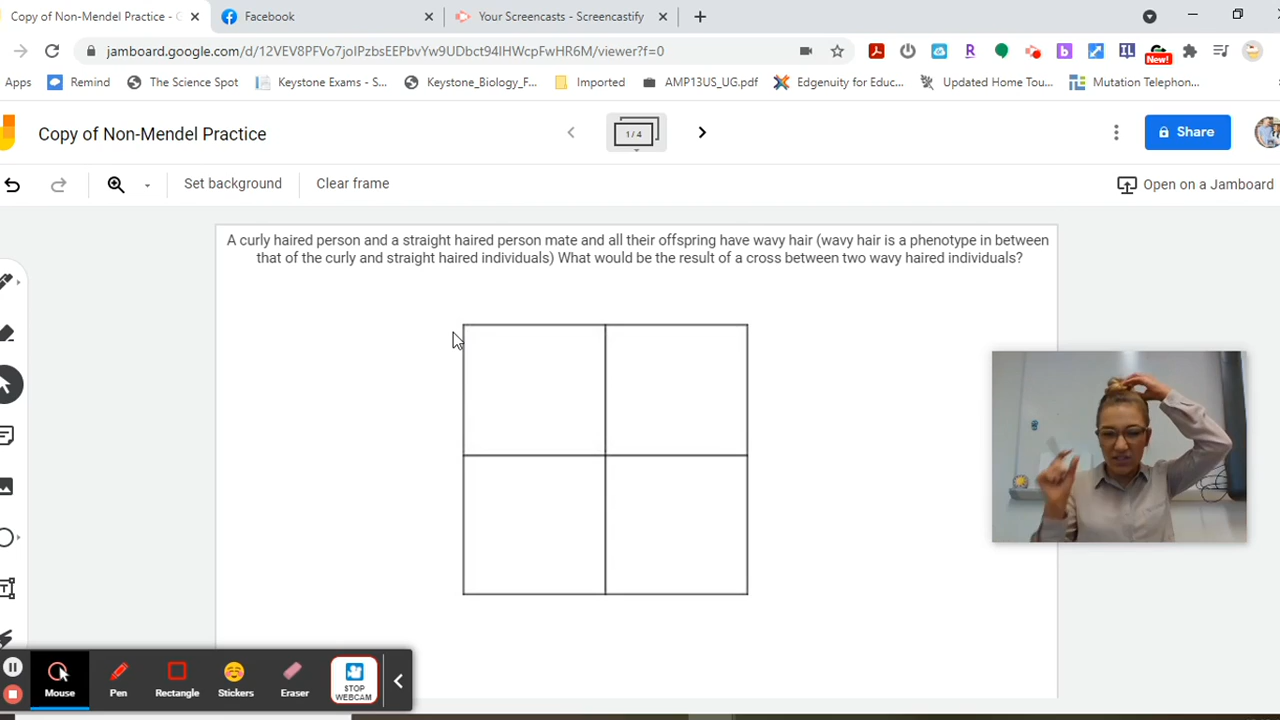 Copy of Non-Mendel Practice - G
Facebook
Your Screencasts - Screencastify
jamboard.google.com/d/12VEV8PFVo7joIPzbsEEPbvYw9UDbct94IHWcpFwHR6M/viewer?f=0
New!
Apps
Remind
The Science Spot
Keystone Exams - S...
Keystone_Biology_F...
Imported
AMP13US_UG.pdf
Edgenuity for Educ...
Updated Home Tou...
Mutation Telephon...
Copy of Non-Mendel Practice
1 / 4
Share
Set background
Clear frame
Open on a Jamboard
A curly haired person and a straight haired person mate and all their offspring have wavy hair (wavy hair is a phenotype in between
that of the curly and straight haired individuals) What would be the result of a cross between two wavy haired individuals?
Mouse
Pen
Rectangle
Stickers
Eraser
STOP
WEBCAM